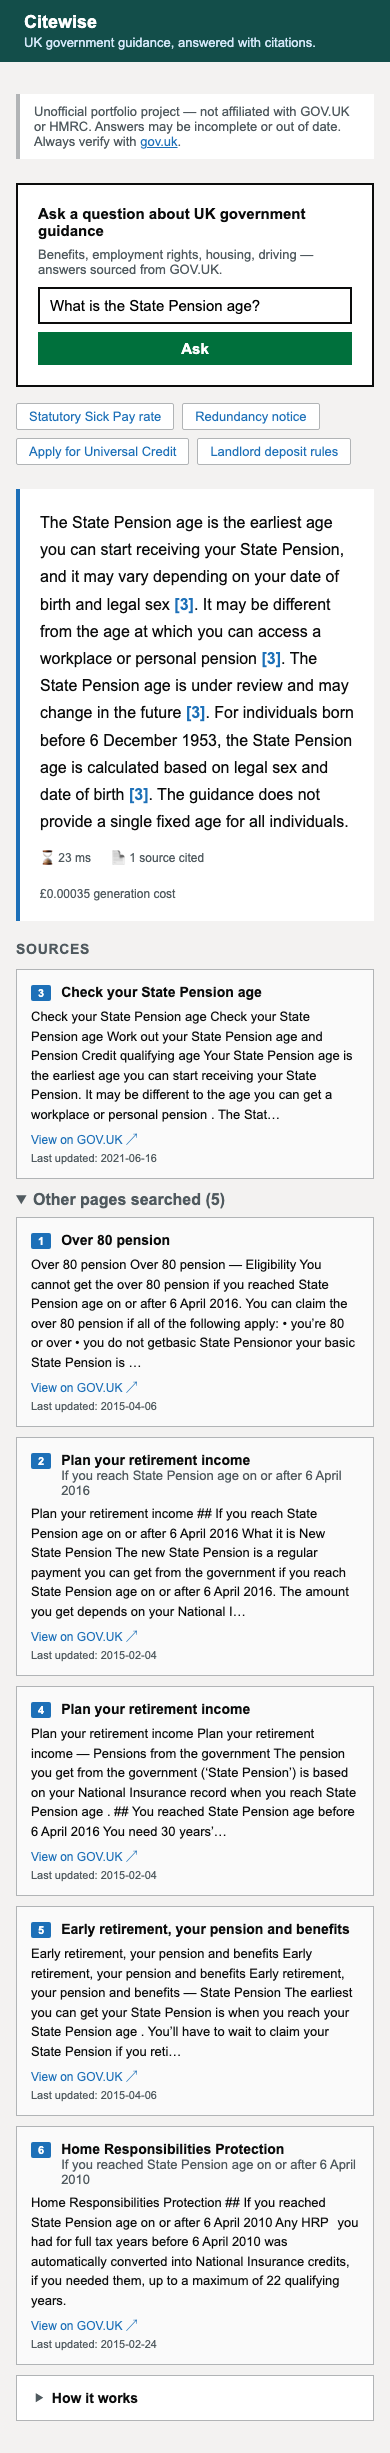 Citewise
UK government guidance, answered with citations.
Unofficial portfolio project — not affiliated with GOV.UK
or HMRC. Answers may be incomplete or out of date.
Always verify with gov.uk.
Ask a question about UK government
guidance
Benefits, employment rights, housing, driving —
answers sourced from GOV.UK.
What is the State Pension age?
Ask
Statutory Sick Pay rate
Redundancy notice
Apply for Universal Credit
Landlord deposit rules
The State Pension age is the earliest age
you can start receiving your State Pension,
and it may vary depending on your date of
birth and legal sex [3]. It may be different
from the age at which you can access a
workplace or personal pension [3]. The
State Pension age is under review and may
change in the future [3]. For individuals born
before 6 December 1953, the State Pension
age is calculated based on legal sex and
date of birth [3]. The guidance does not
provide a single fixed age for all individuals.
⌛ 23 ms
1 source cited
£0.00035 generation cost
SOURCES
3 Check your State Pension age
Check your State Pension age Check your State
Pension age Work out your State Pension age and
Pension Credit qualifying age Your State Pension age is
the earliest age you can start receiving your State
Pension. It may be different to the age you can get a
workplace or personal pension . The Stat…
View on GOV.UK ↗
Last updated: 2021-06-16
▼ Other pages searched (5)
1 Over 80 pension
Over 80 pension Over 80 pension — Eligibility You
cannot get the over 80 pension if you reached State
Pension age on or after 6 April 2016. You can claim the
over 80 pension if all of the following apply: • you're 80
or over • you do not getbasic State Pensionor your basic
State Pension is …
View on GOV.UK ↗
Last updated: 2015-04-06
2 Plan your retirement income
If you reach State Pension age on or after 6 April
2016
Plan your retirement income ## If you reach State
Pension age on or after 6 April 2016 What it is New
State Pension The new State Pension is a regular
payment you can get from the government if you reach
State Pension age on or after 6 April 2016. The amount
you get depends on your National I…
View on GOV.UK ↗
Last updated: 2015-02-04
4 Plan your retirement income
Plan your retirement income Plan your retirement
income — Pensions from the government The pension
you get from the government ('State Pension') is based
on your National Insurance record when you reach State
Pension age . ## You reached State Pension age before
6 April 2016 You need 30 years'…
View on GOV.UK ↗
Last updated: 2015-02-04
5 Early retirement, your pension and benefits
Early retirement, your pension and benefits Early
retirement, your pension and benefits Early retirement,
your pension and benefits — State Pension The earliest
you can get your State Pension is when you reach your
State Pension age . You'll have to wait to claim your
State Pension if you reti…
View on GOV.UK ↗
Last updated: 2015-04-06
6 Home Responsibilities Protection
If you reached State Pension age on or after 6 April
2010
Home Responsibilities Protection ## If you reached
State Pension age on or after 6 April 2010 Any HRP you
had for full tax years before 6 April 2010 was
automatically converted into National Insurance credits,
if you needed them, up to a maximum of 22 qualifying
years.
View on GOV.UK ↗
Last updated: 2015-02-24
▶ How it works